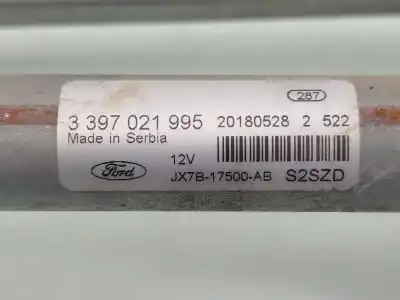 287
3 397 021 995 20180528 2 522
Made in Serbia
Ford 12V
JX7B-17500-AB S2SZD